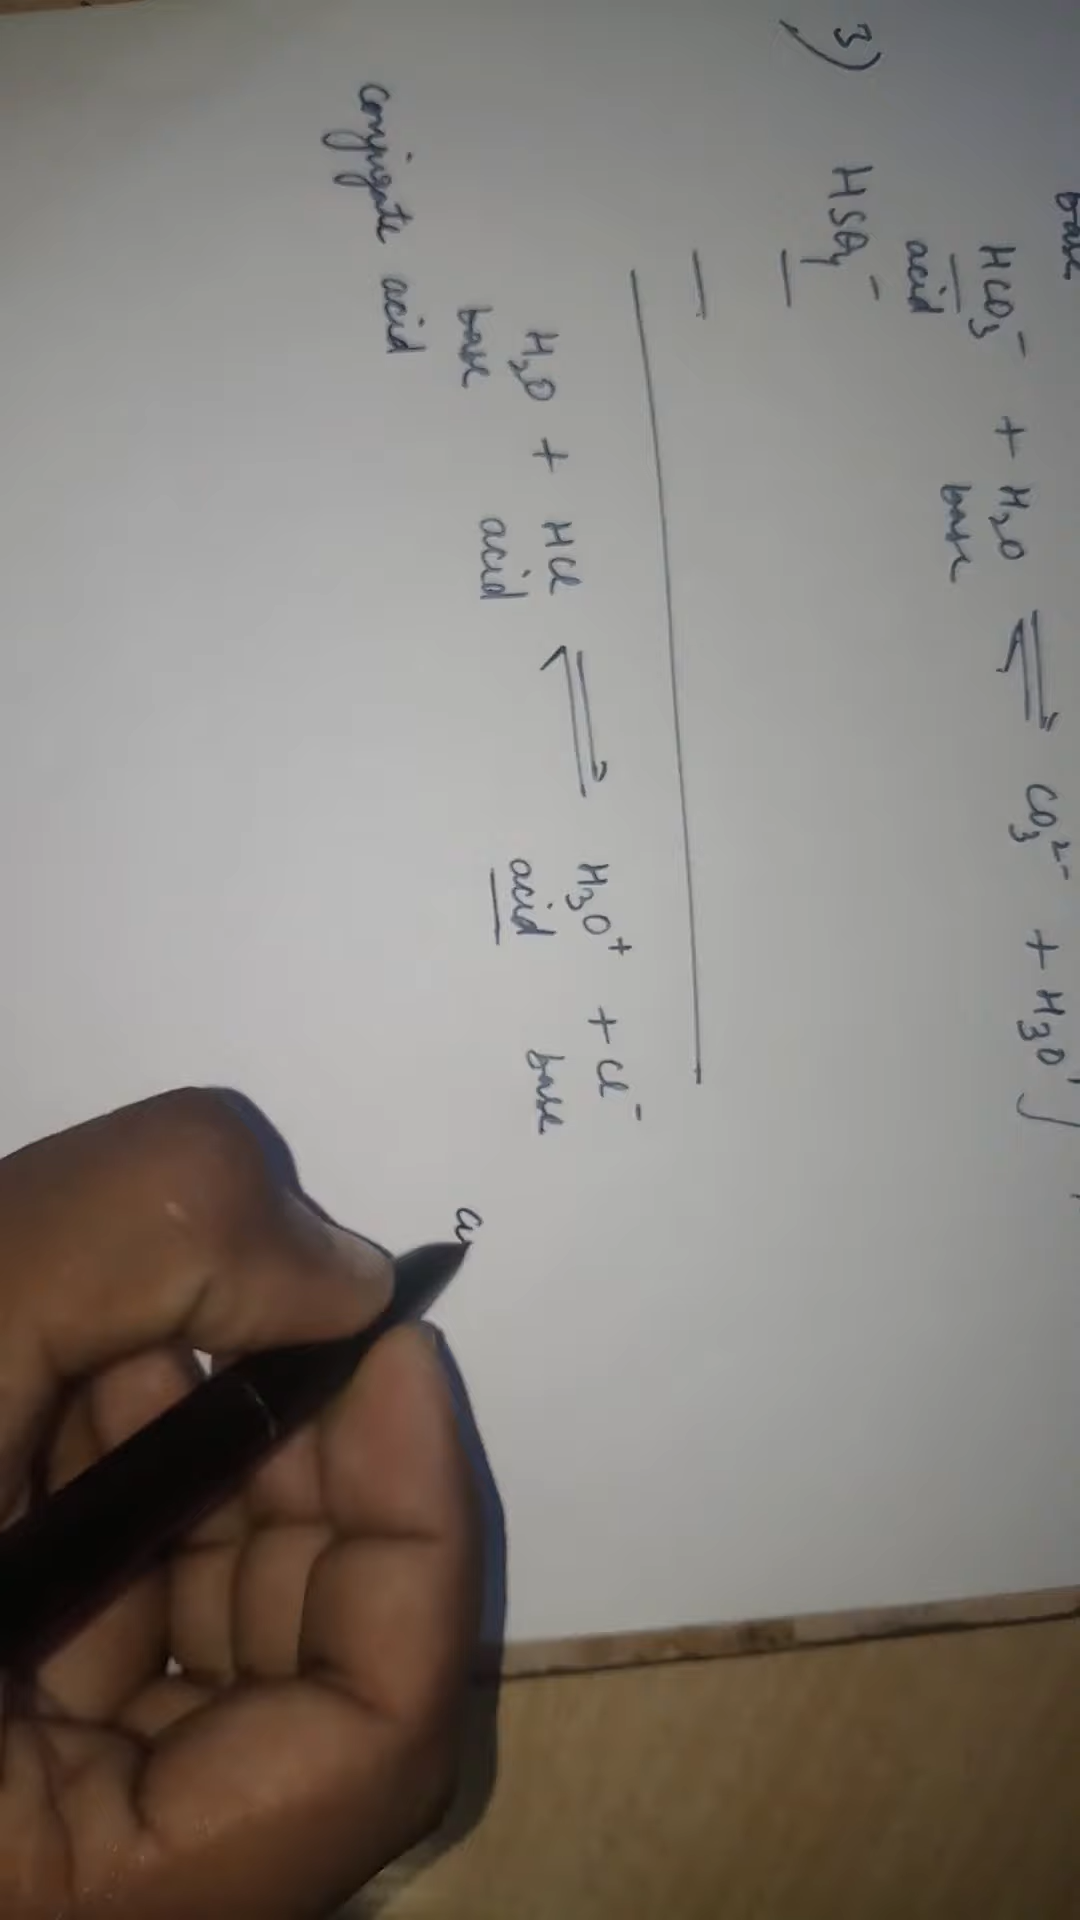 base
HCO₃⁻ + H₂O ⇌ CO₃²⁻ + H₃O⁺
acid base
3) HSO₄⁻
H₂O + HCl ⇌ H₃O⁺ + Cl⁻
base acid acid base
conjugate acid